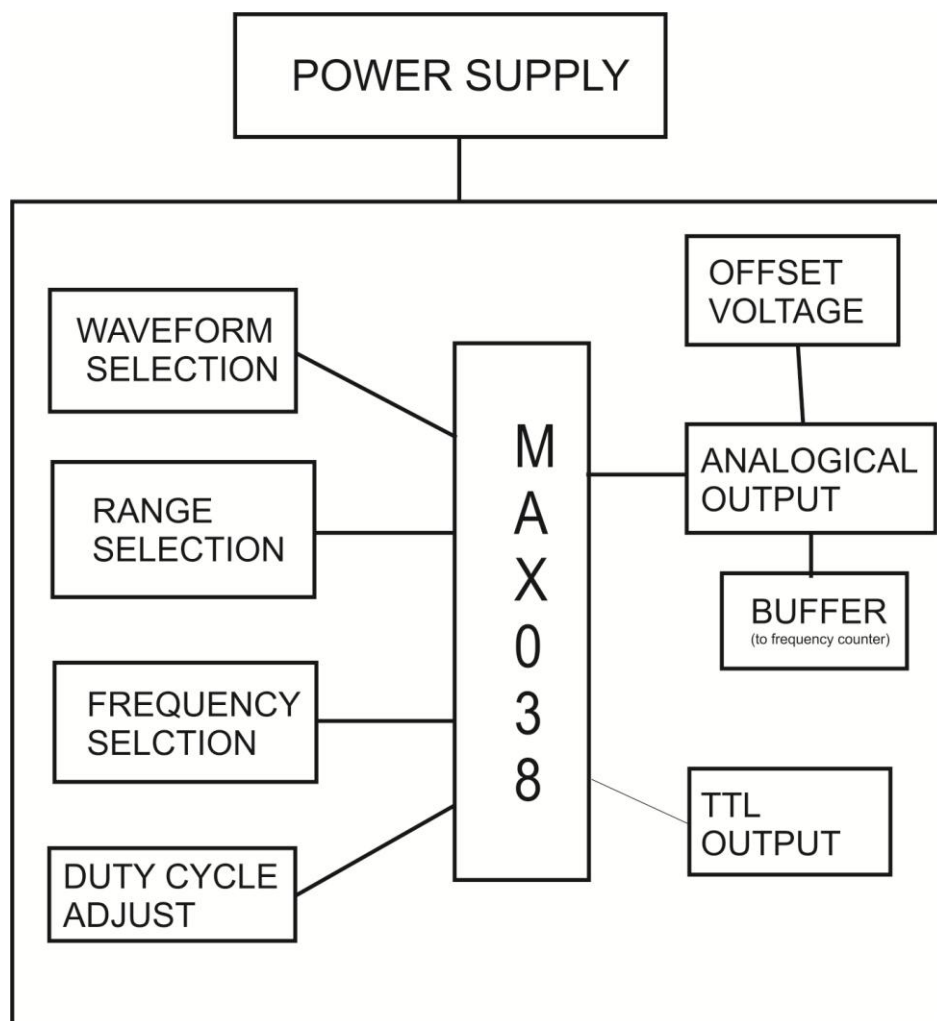 POWER SUPPLY
WAVEFORM
SELECTION
RANGE
SELECTION
FREQUENCY
SELCTION
DUTY CYCLE
ADJUST
M
A
X
0
3
8
OFFSET
VOLTAGE
ANALOGICAL
OUTPUT
BUFFER
(to frequency counter)
TTL
OUTPUT